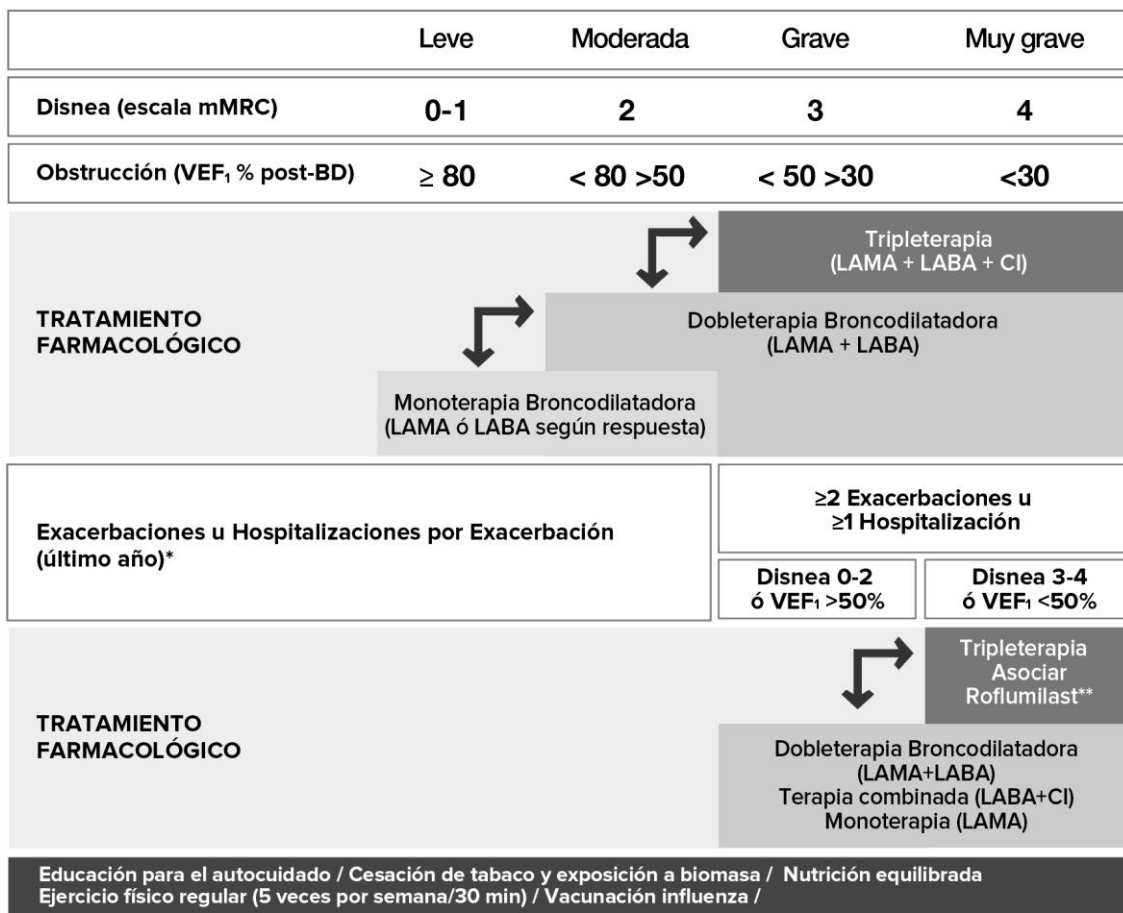 Leve Moderada Grave Muy grave
Disnea (escala mMRC) 0-1 2 3 4
Obstrucción (VEF₁ % post-BD) ≥ 80 < 80 >50 < 50 >30 <30
Tripleterapia
(LAMA + LABA + CI)
TRATAMIENTO
FARMACOLÓGICO
Dobleterapia Broncodilatadora
(LAMA + LABA)
Monoterapia Broncodilatadora
(LAMA ó LABA según respuesta)
Exacerbaciones u Hospitalizaciones por Exacerbación
(último año)*
≥2 Exacerbaciones u
≥1 Hospitalización
Disnea 0-2
ó VEF₁ >50%
Disnea 3-4
ó VEF₁ <50%
Tripleterapia
Asociar
Roflumilast**
TRATAMIENTO
FARMACOLÓGICO
Dobleterapia Broncodilatadora
(LAMA+LABA)
Terapia combinada (LABA+CI)
Monoterapia (LAMA)
Educación para el autocuidado / Cesación de tabaco y exposición a biomasa / Nutrición equilibrada
Ejercicio físico regular (5 veces por semana/30 min) / Vacunación influenza /